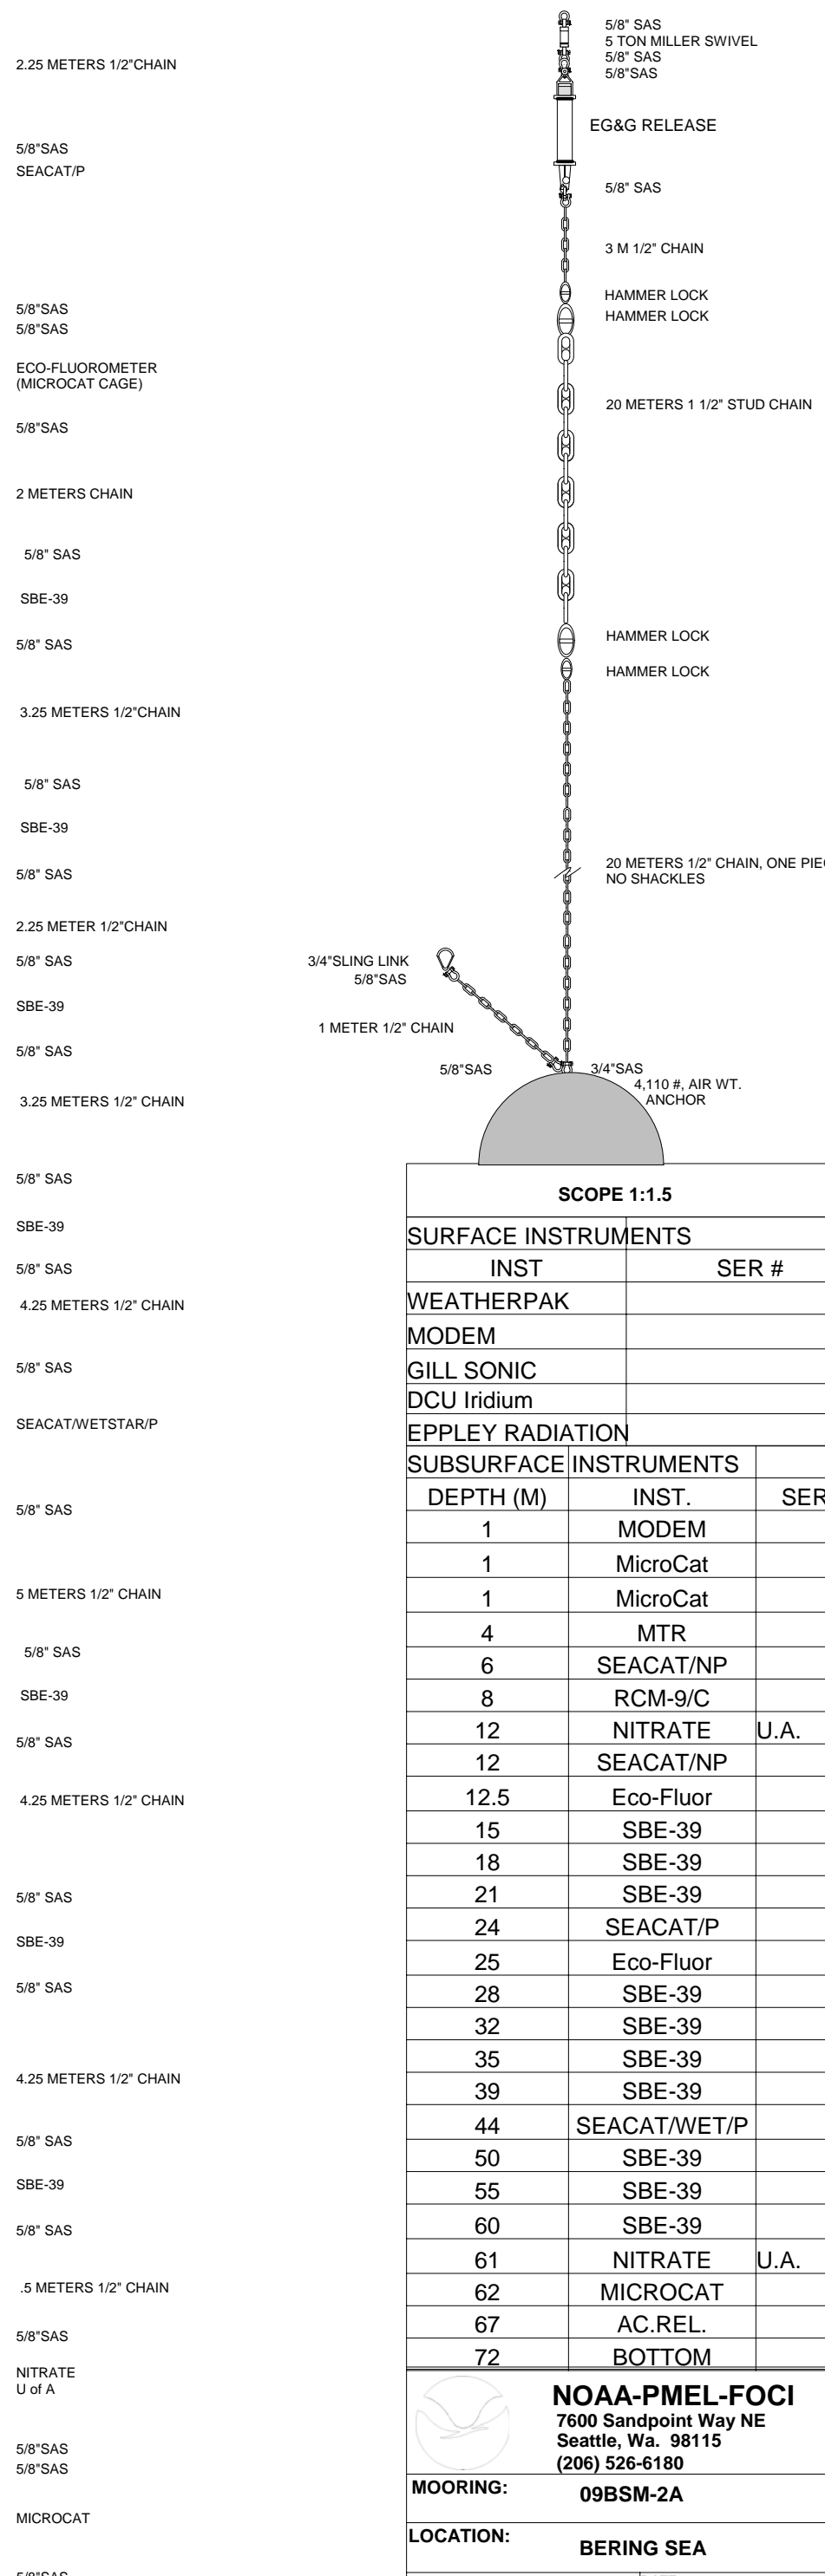 2.25 METERS 1/2"CHAIN
5/8"SAS
SEACAT/P
5/8"SAS
5/8"SAS
ECO-FLUOROMETER
(MICROCAT CAGE)
5/8"SAS
2 METERS CHAIN
5/8" SAS
SBE-39
5/8" SAS
3.25 METERS 1/2"CHAIN
5/8" SAS
SBE-39
5/8" SAS
2.25 METER 1/2"CHAIN
5/8" SAS
SBE-39
5/8" SAS
3.25 METERS 1/2" CHAIN
5/8" SAS
SBE-39
5/8" SAS
4.25 METERS 1/2" CHAIN
5/8" SAS
SEACAT/WETSTAR/P
5/8" SAS
5 METERS 1/2" CHAIN
5/8" SAS
SBE-39
5/8" SAS
4.25 METERS 1/2" CHAIN
5/8" SAS
SBE-39
5/8" SAS
4.25 METERS 1/2" CHAIN
5/8" SAS
SBE-39
5/8" SAS
.5 METERS 1/2" CHAIN
5/8"SAS
NITRATE
U of A
5/8"SAS
5/8"SAS
MICROCAT
5/8"SAS
5/8" SAS
5 TON MILLER SWIVEL
5/8" SAS
5/8"SAS
EG&G RELEASE
5/8" SAS
3 M 1/2" CHAIN
HAMMER LOCK
HAMMER LOCK
20 METERS 1 1/2" STUD CHAIN
HAMMER LOCK
HAMMER LOCK
20 METERS 1/2" CHAIN, ONE PIE
NO SHACKLES
3/4"SLING LINK
5/8"SAS
1 METER 1/2" CHAIN
5/8"SAS
3/4"SAS
4,110 #, AIR WT.
ANCHOR
SCOPE 1:1.5
SURFACE INSTRUMENTS
INST SER #
WEATHERPAK
MODEM
GILL SONIC
DCU Iridium
EPPLEY RADIATION
SUBSURFACE INSTRUMENTS
DEPTH (M) INST. SER
1 MODEM
1 MicroCat
1 MicroCat
4 MTR
6 SEACAT/NP
8 RCM-9/C
12 NITRATE U.A.
12 SEACAT/NP
12.5 Eco-Fluor
15 SBE-39
18 SBE-39
21 SBE-39
24 SEACAT/P
25 Eco-Fluor
28 SBE-39
32 SBE-39
35 SBE-39
39 SBE-39
44 SEACAT/WET/P
50 SBE-39
55 SBE-39
60 SBE-39
61 NITRATE U.A.
62 MICROCAT
67 AC.REL.
72 BOTTOM
NOAA-PMEL-FOCI
7600 Sandpoint Way NE
Seattle, Wa. 98115
(206) 526-6180
MOORING: 09BSM-2A
LOCATION: BERING SEA